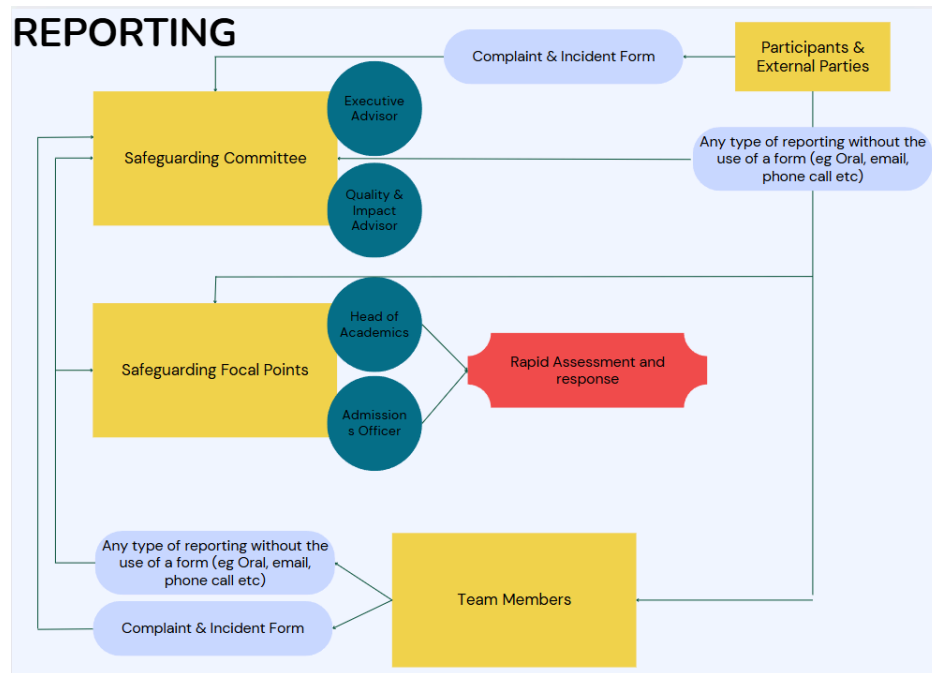 REPORTING
Complaint & Incident Form
Participants &
External Parties
Executive
Advisor
Safeguarding Committee
Any type of reporting without the
use of a form (eg Oral, email,
phone call etc)
Quality &
Impact
Advisor
Head of
Academics
Safeguarding Focal Points
Rapid Assessment and
response
Admission
s Officer
Any type of reporting without the
use of a form (eg Oral, email,
phone call etc)
Team Members
Complaint & Incident Form